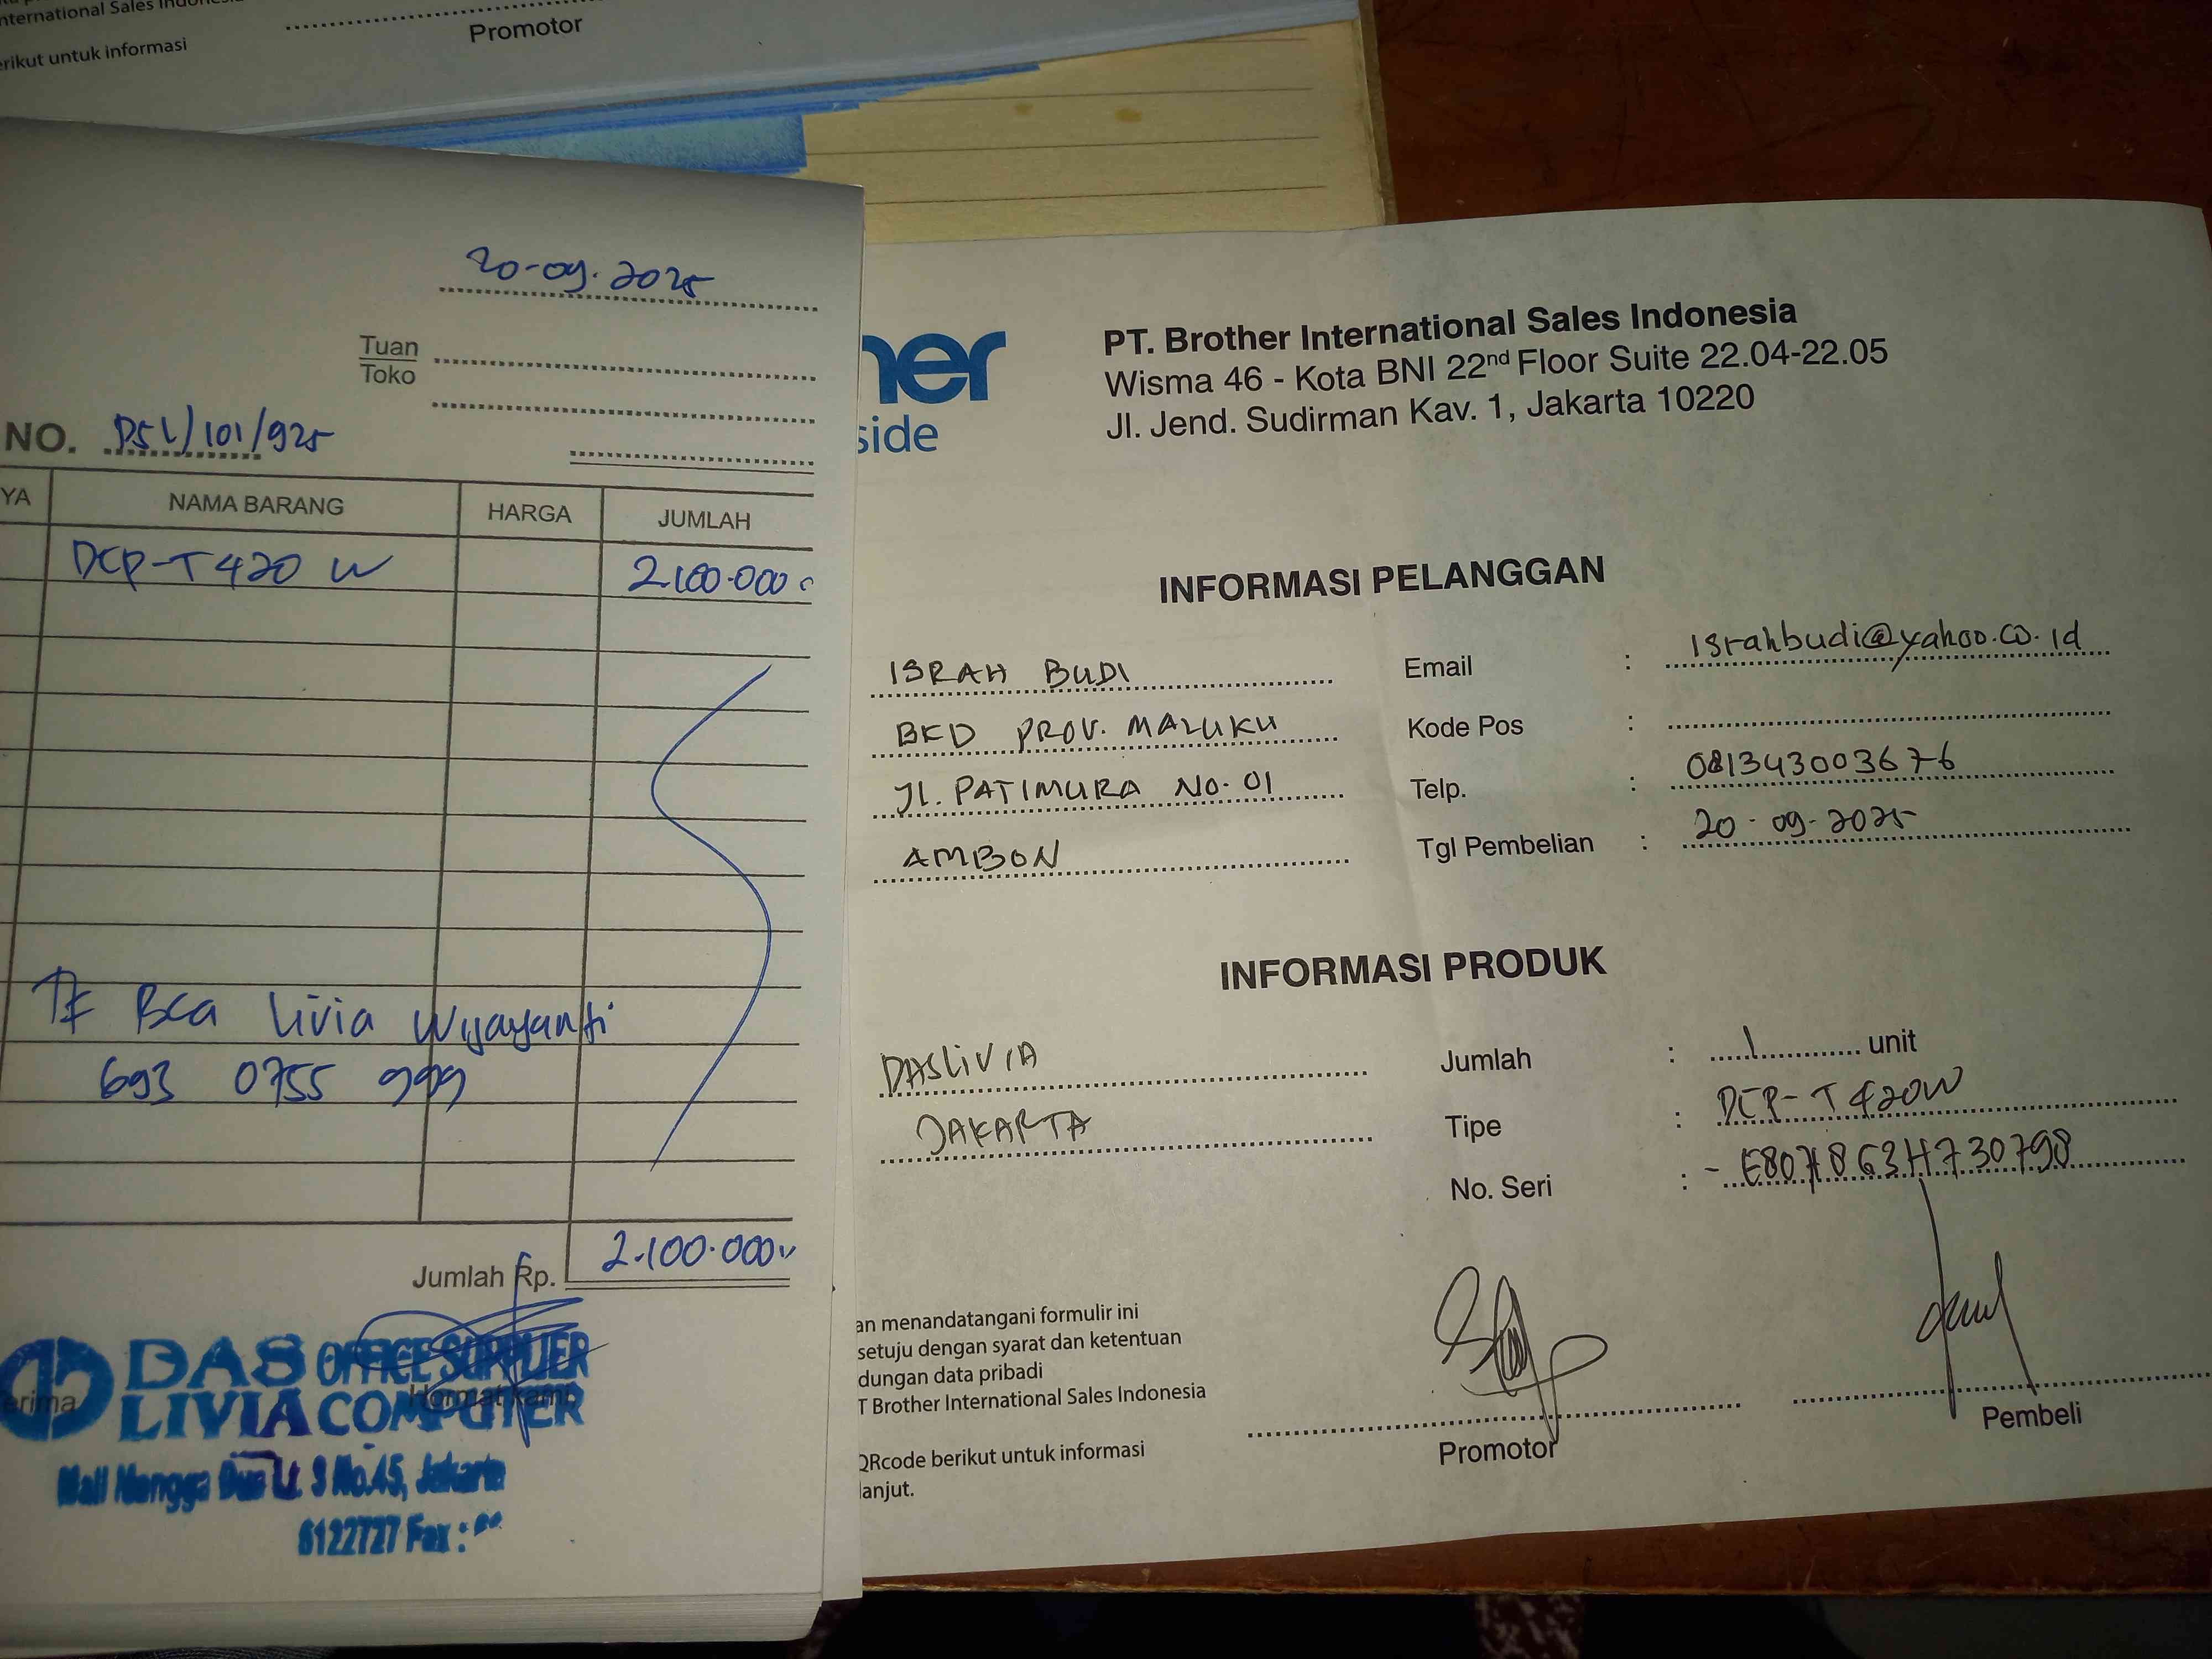 nternational Sales Indonesia
erikut untuk informasi
Promotor
20-09.2025
Tuan
Toko
NO. DSL/101/925
YA NAMA BARANG HARGA JUMLAH
DCP-T420 W 2.100.000
TF BCA Livia Wijayanti
693 0755 999
Jumlah Rp. 2.100.000
DAS OFFICE SUPPLIER
LIVIA COMPUTER
erima Hormat kami,
Mall Mangga Dua Lt. 3 No.45, Jakarta
6122727 Fax :
her
side
PT. Brother International Sales Indonesia
Wisma 46 - Kota BNI 22nd Floor Suite 22.04-22.05
Jl. Jend. Sudirman Kav. 1, Jakarta 10220
INFORMASI PELANGGAN
ISRAH BUDI Email : Israhbudi@yahoo.co.id
BKD PROV. MALUKU Kode Pos :
Jl. PATIMURA No. 01 Telp. : 081343003676
AMBON Tgl Pembelian : 20-09-2025
INFORMASI PRODUK
DASLIVIA Jumlah : 1 unit
JAKARTA Tipe : DCP-T420W
No. Seri : - E80718G3H730798
an menandatangani formulir ini
setuju dengan syarat dan ketentuan
dungan data pribadi
T Brother International Sales Indonesia
QRcode berikut untuk informasi
anjut.
Promotor
Pembeli